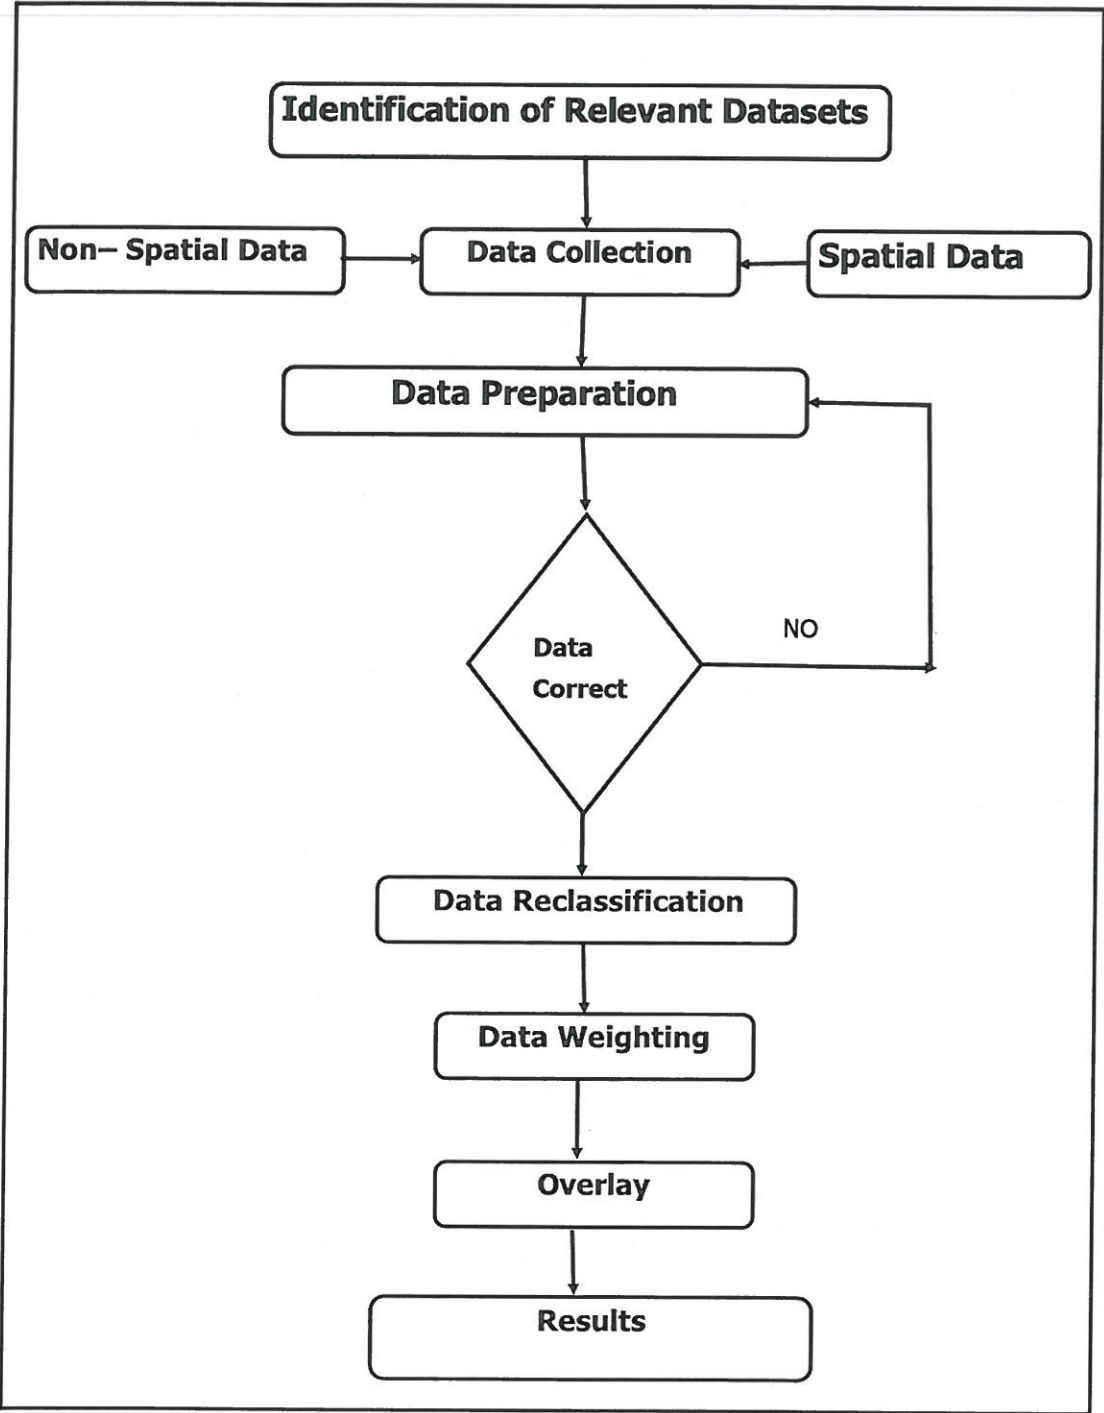 Identification of Relevant Datasets
Non– Spatial Data
Data Collection
Spatial Data
Data Preparation
NO
Data
Correct
Data Reclassification
Data Weighting
Overlay
Results